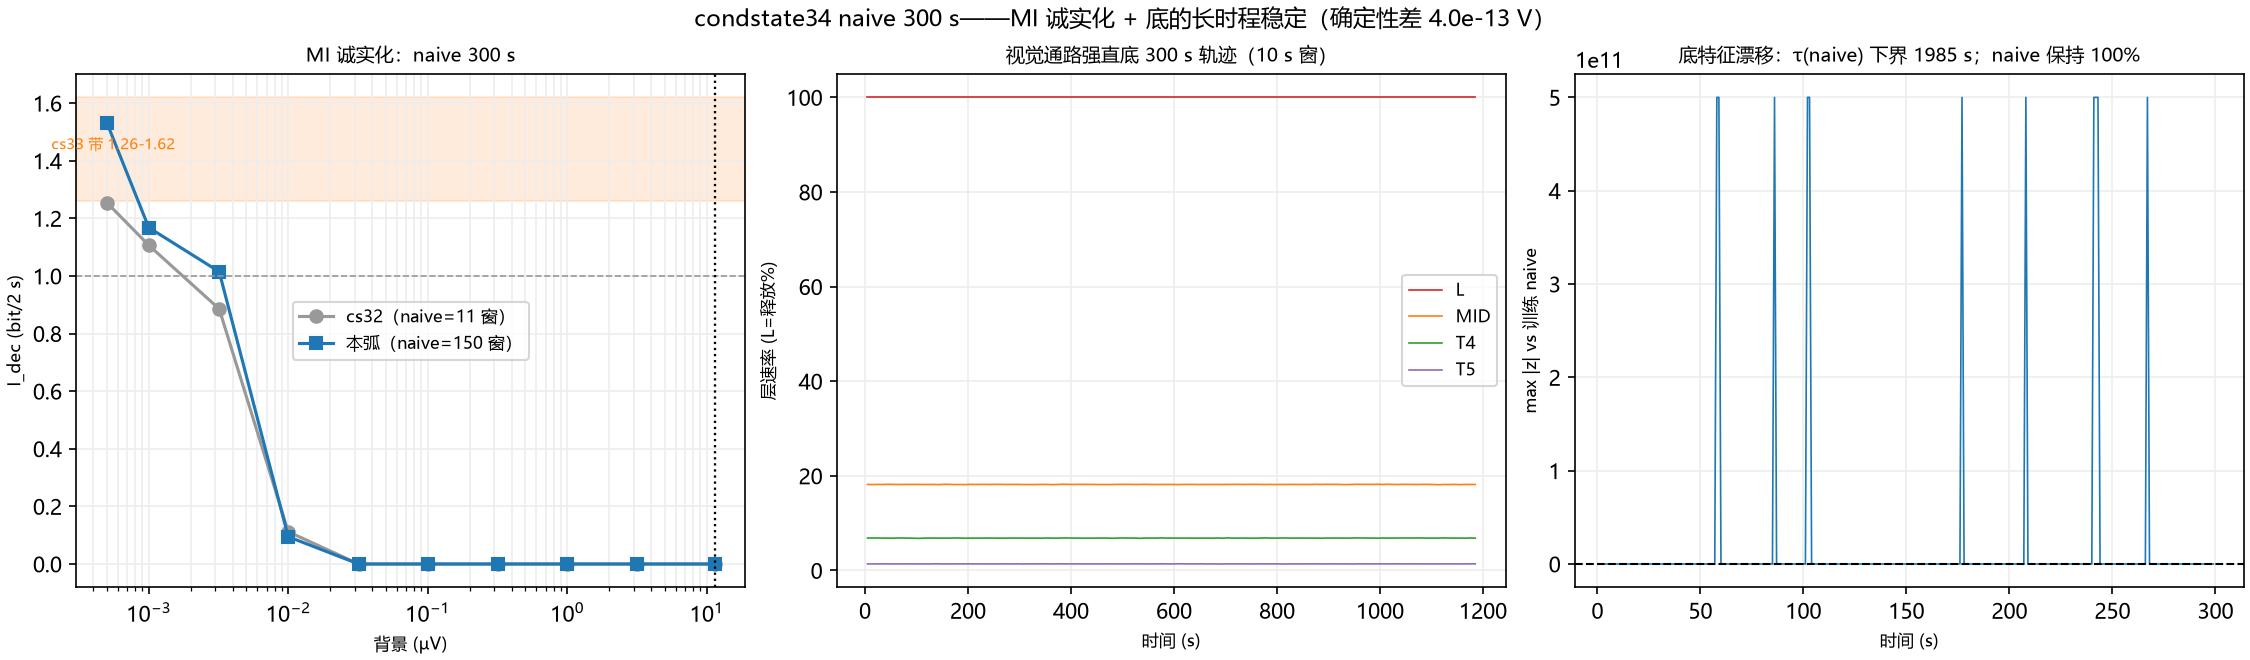 condstate34 naive 300 s——MI 诚实化 + 底的长时程稳定（确定性差 4.0e-13 V）
MI 诚实化：naive 300 s
I_dec (bit/2 s)
1.6
1.4
1.2
1.0
0.8
0.6
0.4
0.2
0.0
cs33 带 1.26-1.62
cs32（naive=11 窗）
本弧（naive=150 窗）
10⁻³
10⁻²
10⁻¹
10⁰
10¹
背景 (μV)
视觉通路强直底 300 s 轨迹（10 s 窗）
层速率 (L=释放%)
100
80
60
40
20
0
L
MID
T4
T5
0
200
400
600
800
1000
1200
时间 (s)
底特征漂移：τ(naive) 下界 1985 s；naive 保持 100%
1e11
max |z| vs 训练 naive
5
4
3
2
1
0
0
50
100
150
200
250
300
时间 (s)